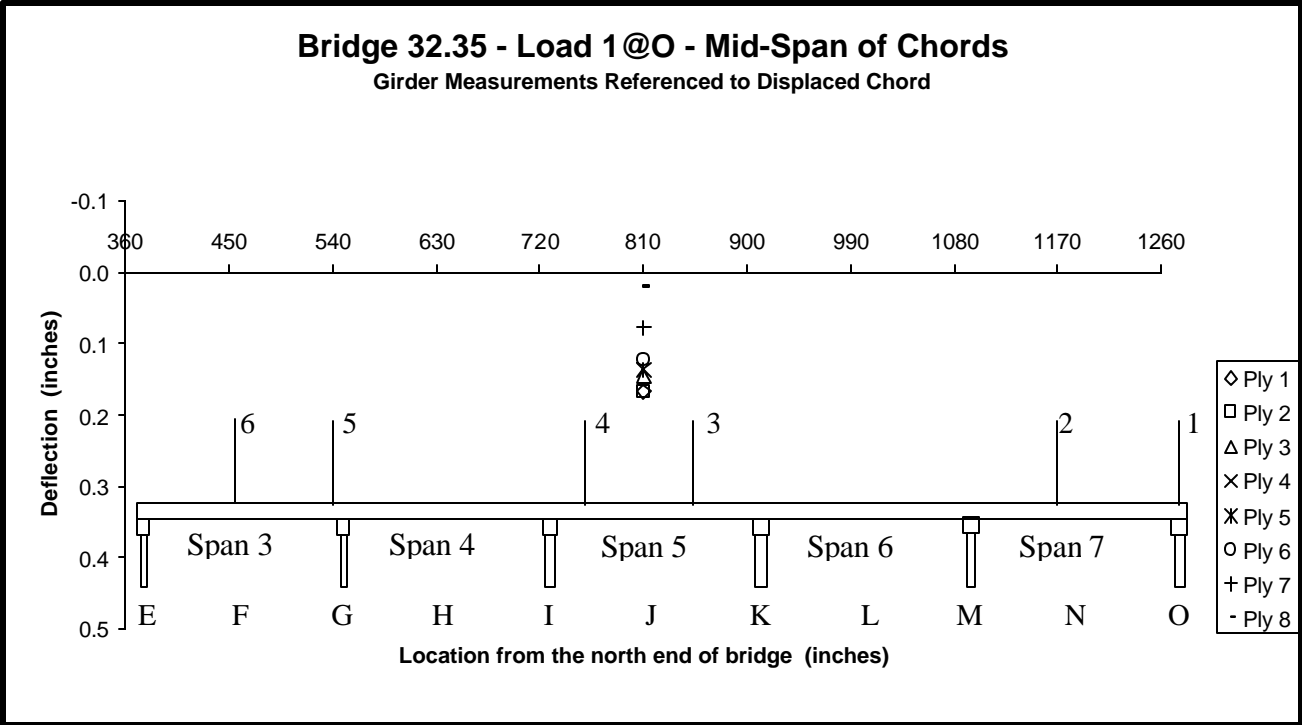 Bridge 32.35 - Load 1@O - Mid-Span of Chords
Girder Measurements Referenced to Displaced Chord
-0.1
360 450 540 630 720 810 900 990 1080 1170 1260
0.0
0.1
0.2
0.3
0.4
0.5
Deflection (inches)
6 5 4 3 2 1
Span 3 Span 4 Span 5 Span 6 Span 7
E F G H I J K L M N O
Location from the north end of bridge (inches)
Ply 1
Ply 2
Ply 3
Ply 4
Ply 5
Ply 6
Ply 7
Ply 8